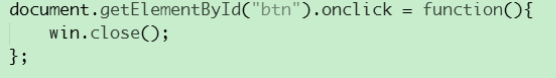 document.getElementById("btn").onclick = function(){
    win.close();
};